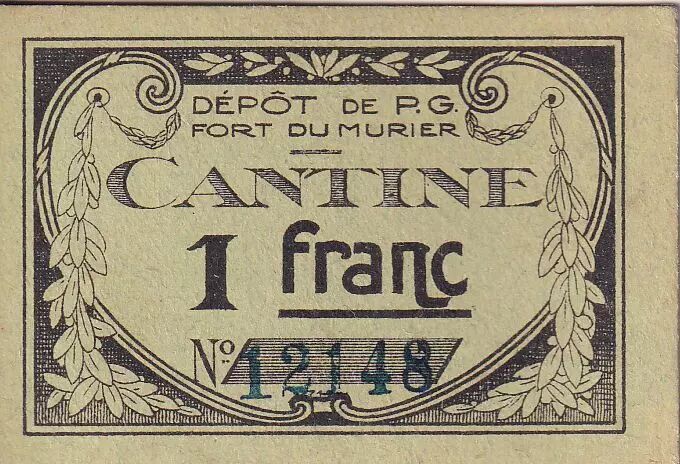 DÉPÔT DE P.G.
FORT DU MURIER
CANTINE
1 franc
No 12148